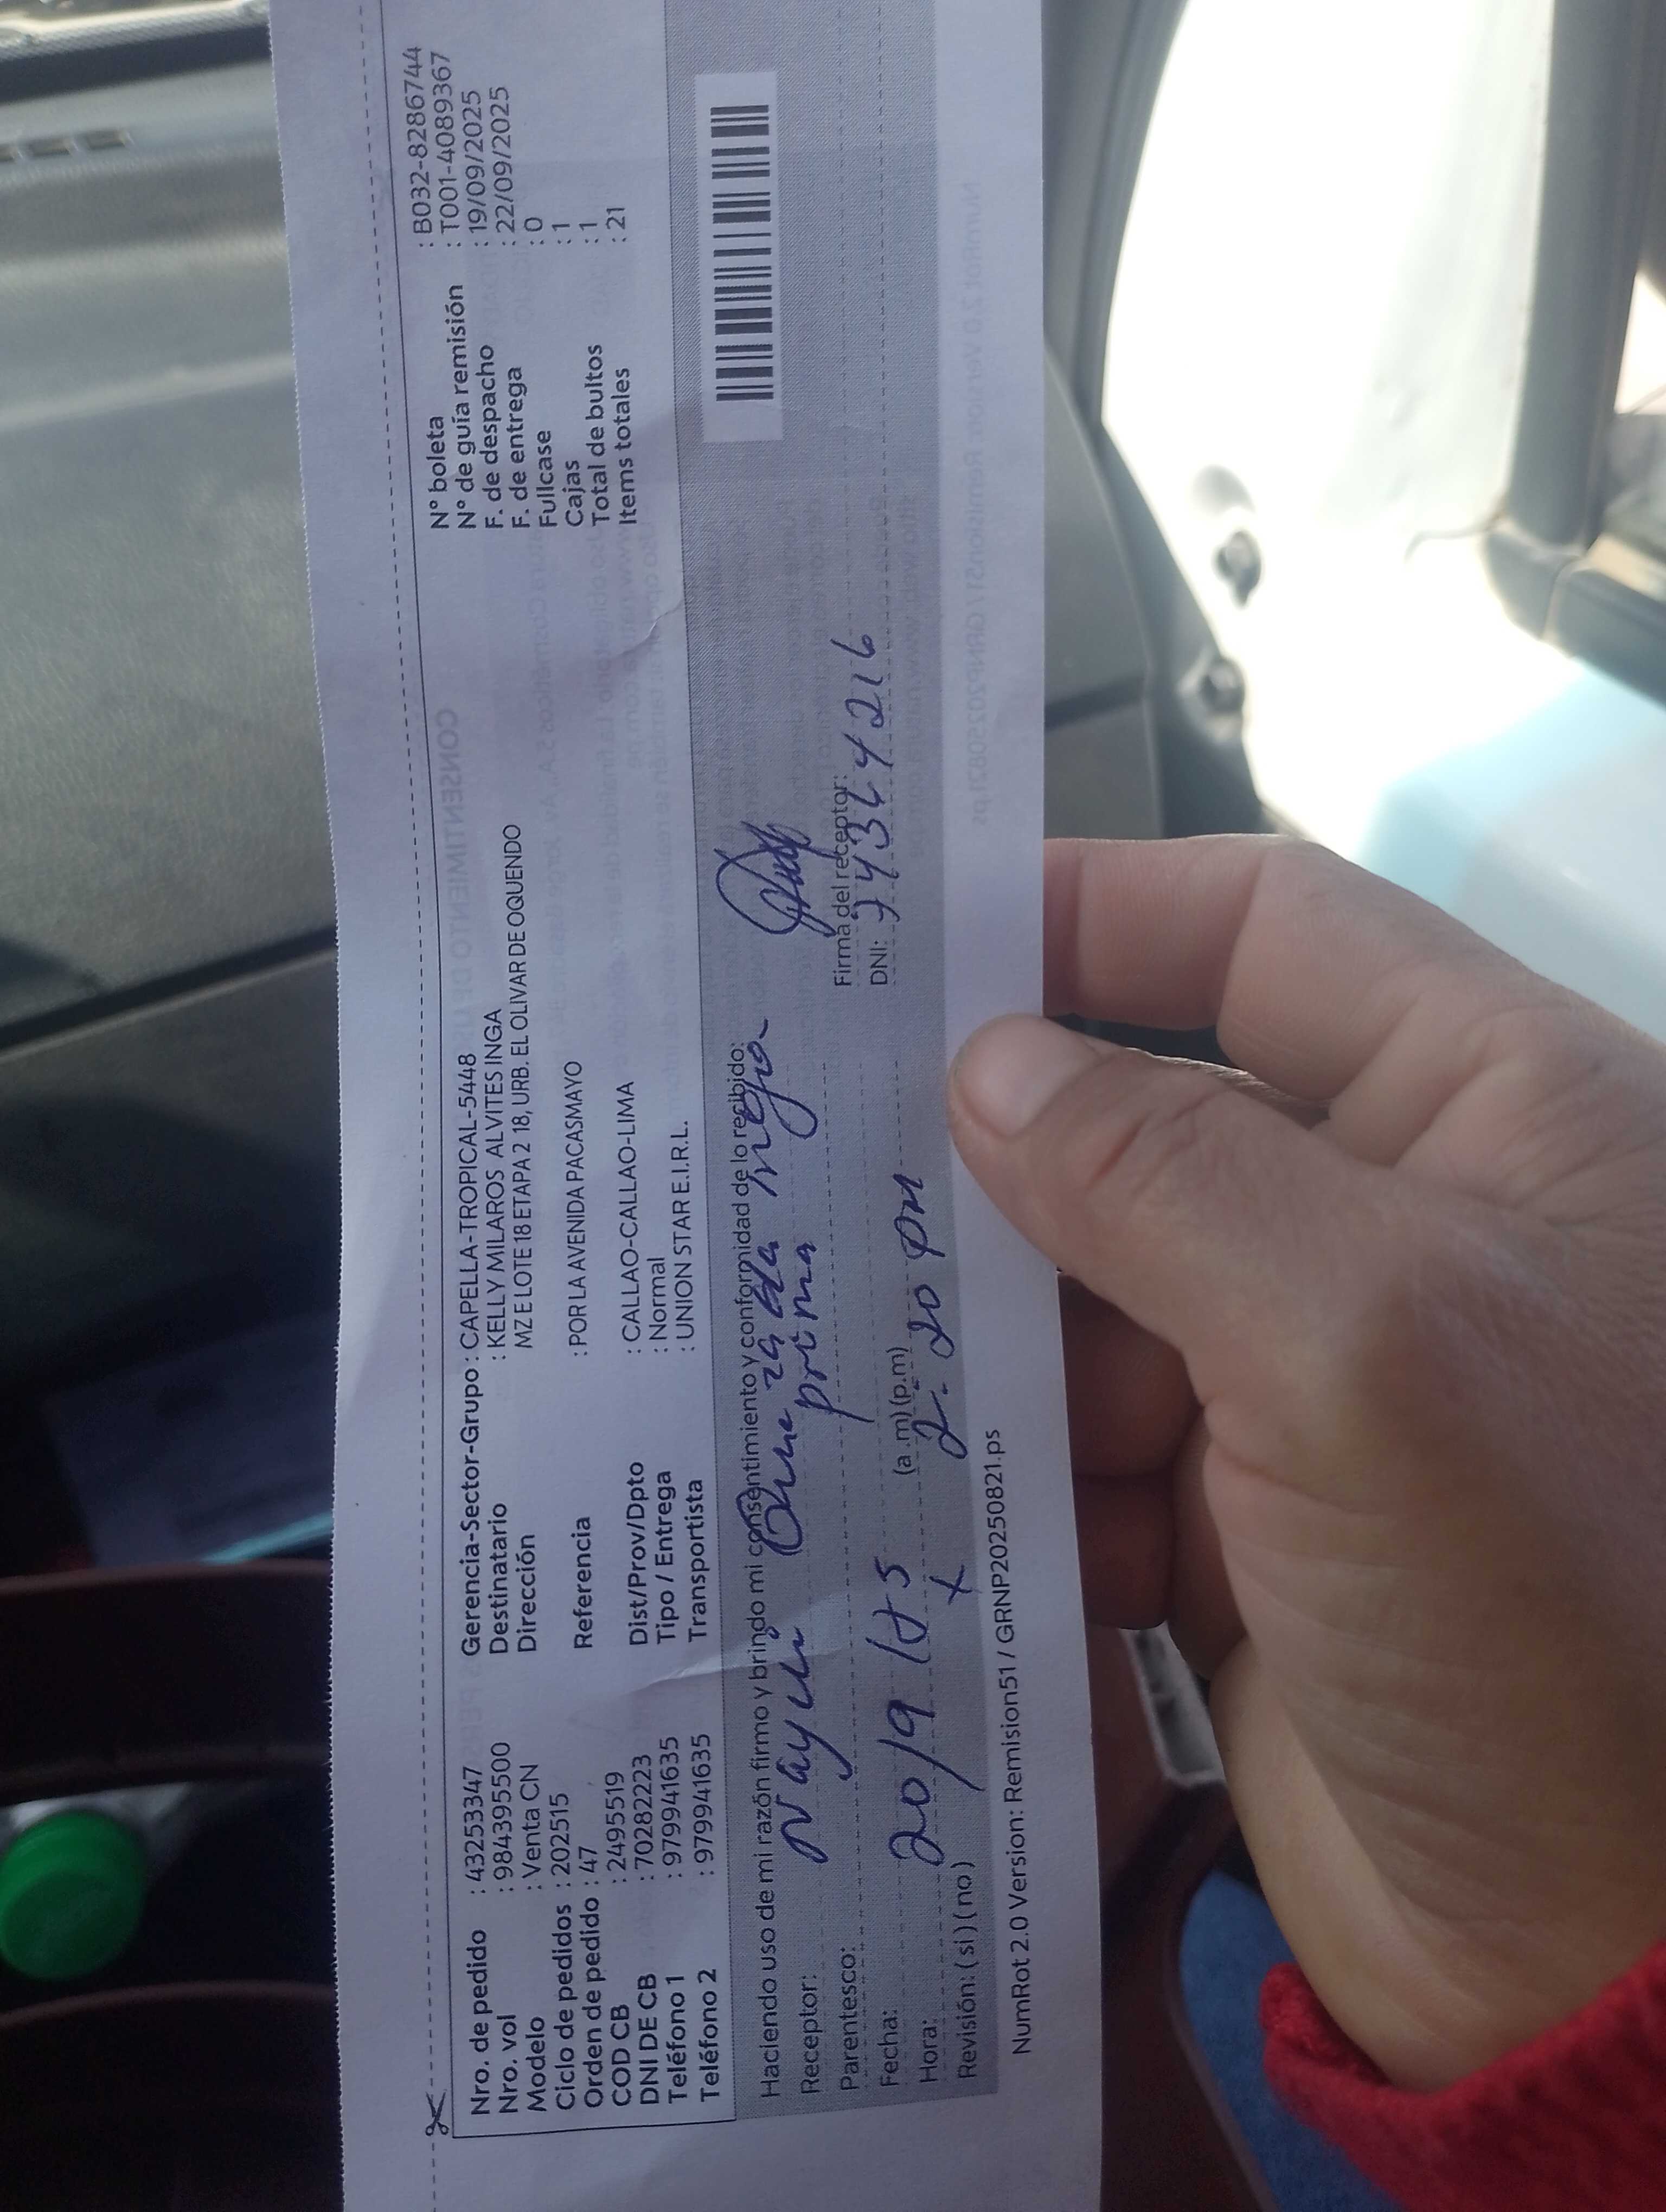 Nro. de pedido : 43253347
Nro. vol : 984395500
Modelo : Venta CN
Ciclo de pedidos : 202515
Orden de pedido : 47
COD CB : 2495519
DNI DE CB : 70282223
Teléfono 1 : 979941635
Teléfono 2 : 979941635
Gerencia-Sector-Grupo : CAPELLA-TROPICAL-5448
Destinatario : KELLY MILAROS ALVITES INGA
Dirección MZ E LOTE 18 ETAPA 2 18, URB. EL OLIVAR DE OQUENDO
Referencia : POR LA AVENIDA PACASMAYO
Dist/Prov/Dpto : CALLAO-CALLAO-LIMA
Tipo / Entrega : Normal
Transportista : UNION STAR E.I.R.L.
N° boleta : B032-8286744
N° de guía remisión : T001-4089367
F. de despacho : 19/09/2025
F. de entrega : 22/09/2025
Fullcase : 0
Cajas : 1
Total de bultos : 1
Items totales : 21
Haciendo uso de mi razón firmo y brindo mi consentimiento y conformidad de lo recibido:
Receptor:
Parentesco: prima
Fecha: 20/9
Hora: (a.m) (p.m) 2.20 pm
Revisión: ( si ) ( no )
Firma del receptor:
DNI:
NumRot 2.0 Version: Remision51 / GRNP20250821.ps